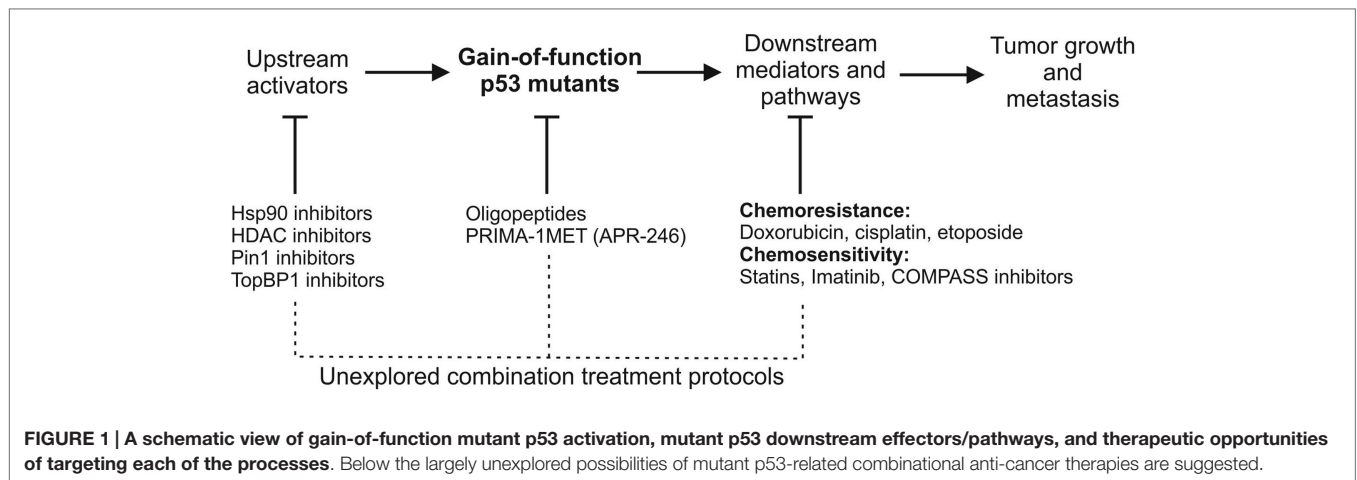 Upstream
activators
Gain-of-function
p53 mutants
Downstream
mediators and
pathways
Tumor growth
and
metastasis
Hsp90 inhibitors
HDAC inhibitors
Pin1 inhibitors
TopBP1 inhibitors
Oligopeptides
PRIMA-1MET (APR-246)
Chemoresistance:
Doxorubicin, cisplatin, etoposide
Chemosensitivity:
Statins, Imatinib, COMPASS inhibitors
Unexplored combination treatment protocols
FIGURE 1 | A schematic view of gain-of-function mutant p53 activation, mutant p53 downstream effectors/pathways, and therapeutic opportunities
of targeting each of the processes. Below the largely unexplored possibilities of mutant p53-related combinational anti-cancer therapies are suggested.